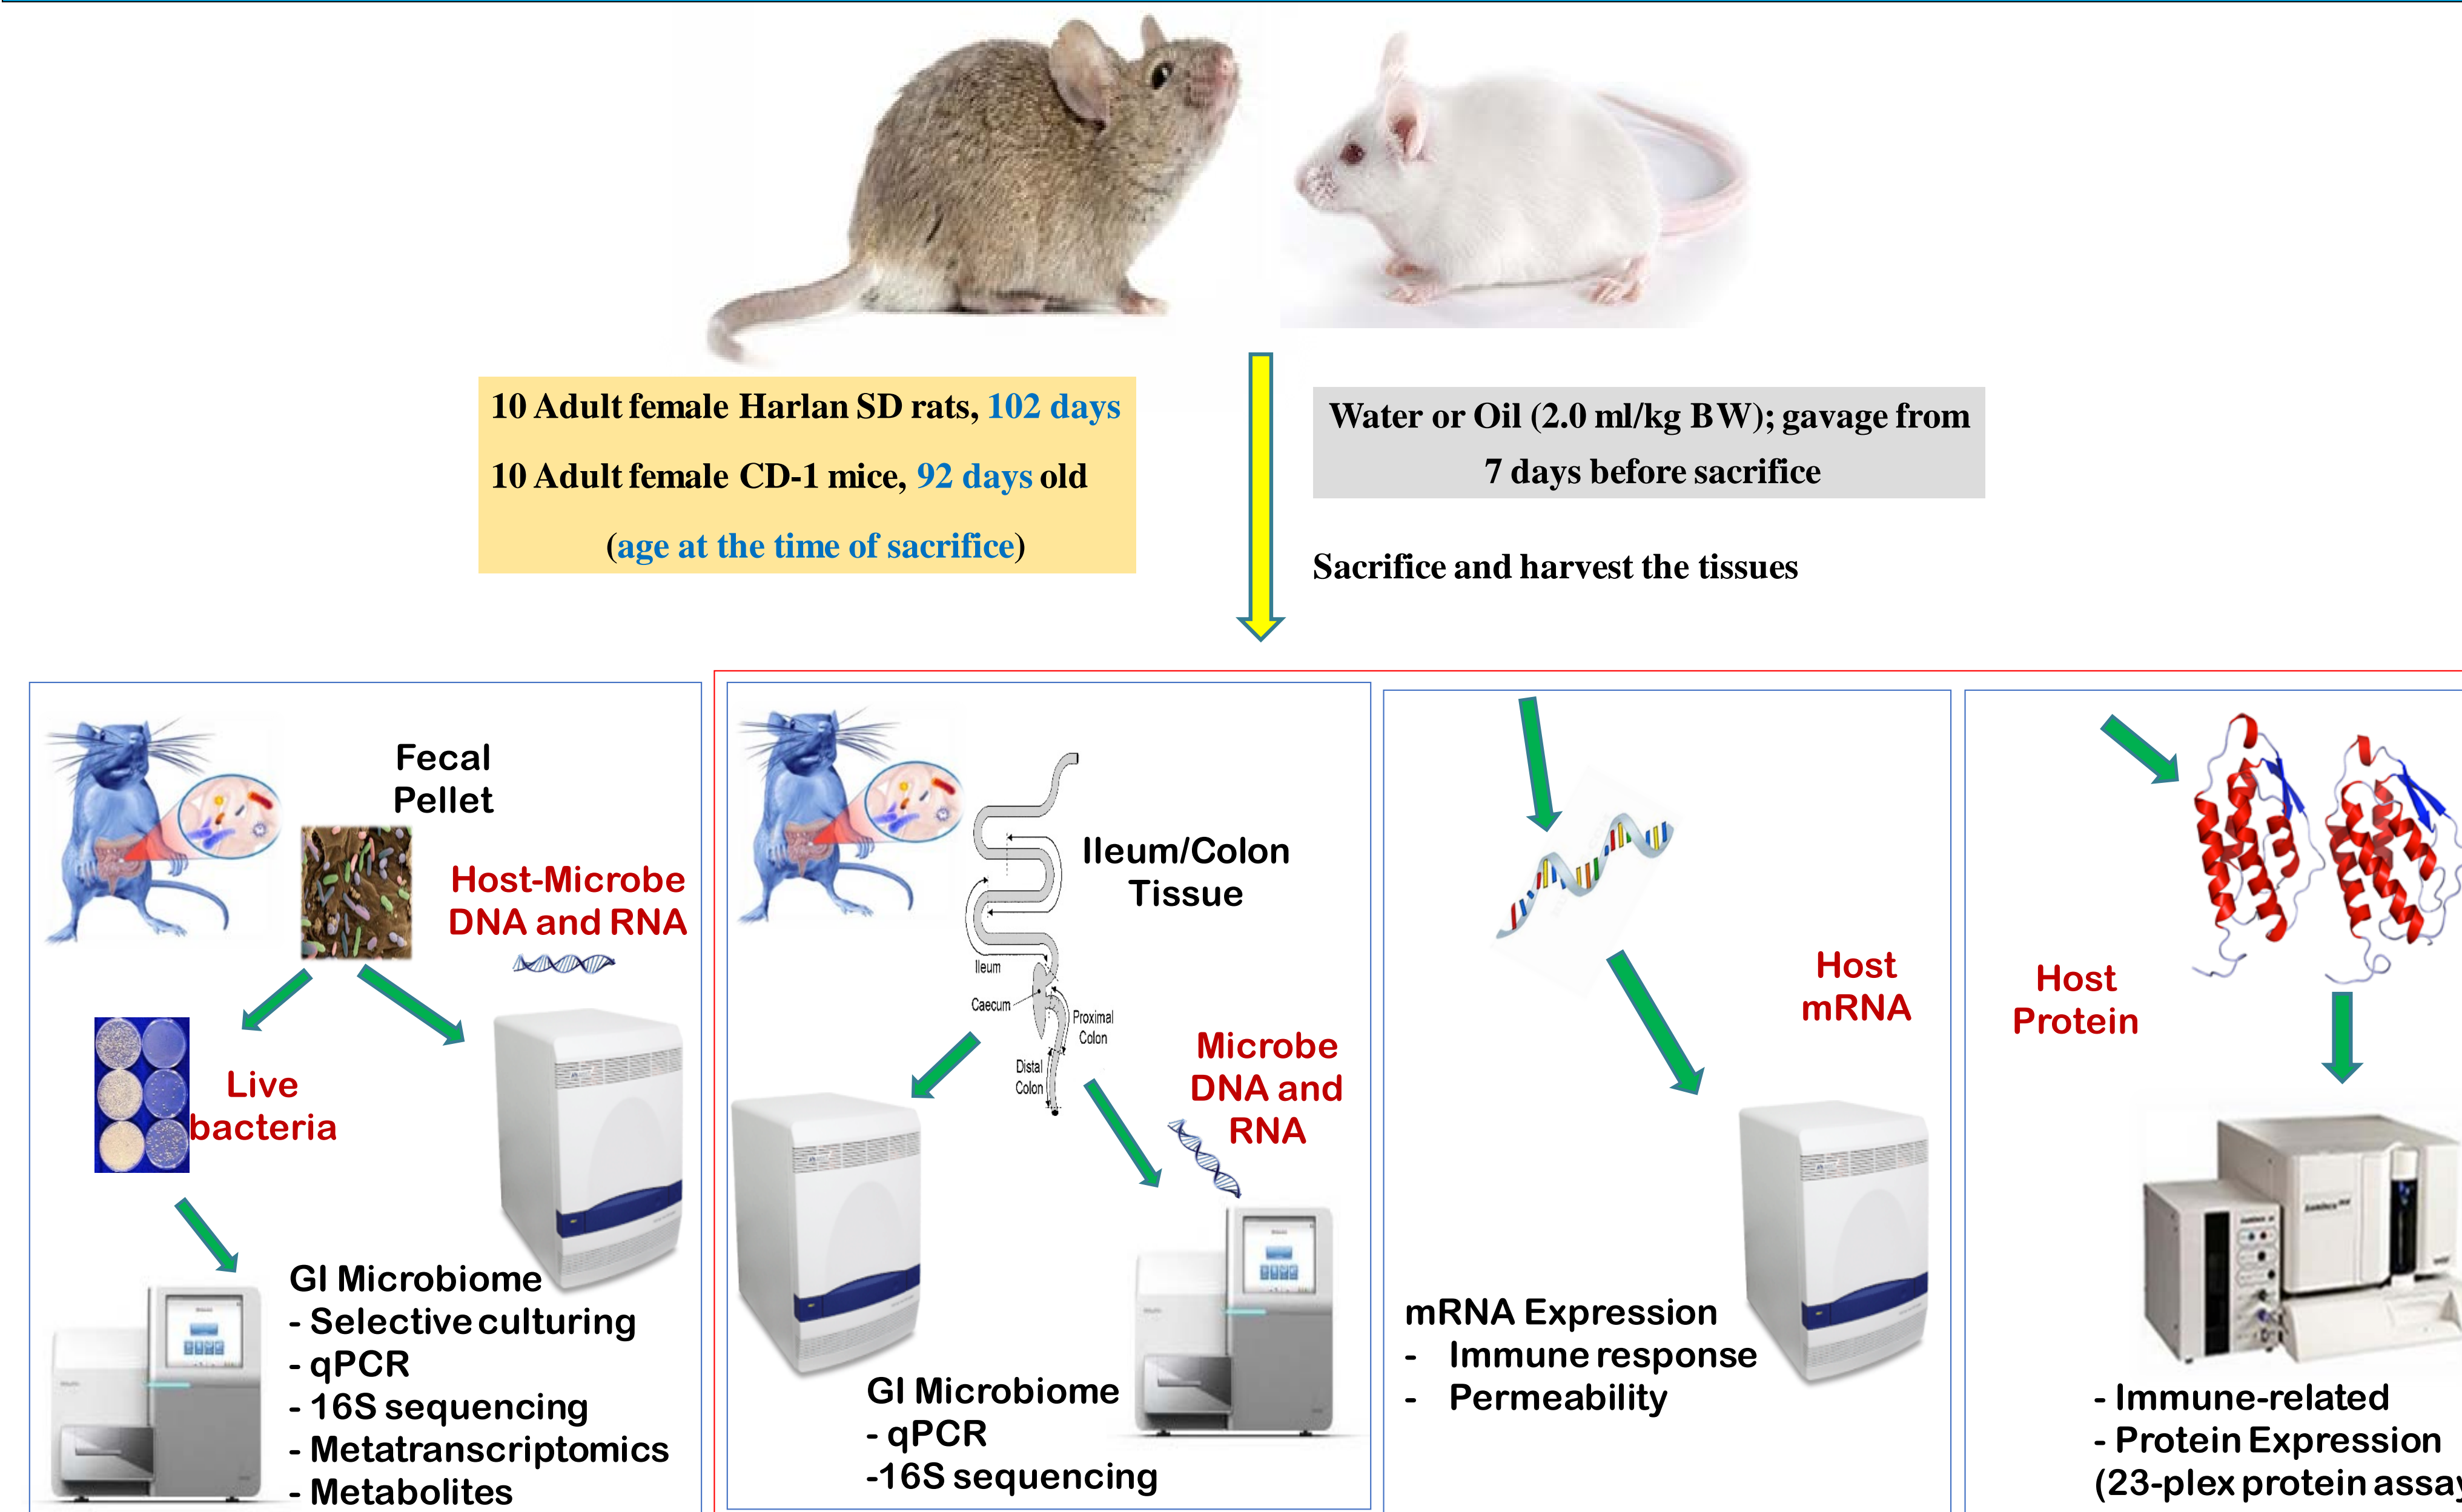 10 Adult female Harlan SD rats, 102 days
10 Adult female CD-1 mice, 92 days old
(age at the time of sacrifice)
Water or Oil (2.0 ml/kg BW); gavage from
7 days before sacrifice
Sacrifice and harvest the tissues
Fecal
Pellet
Host-Microbe
DNA and RNA
Live
bacteria
GI Microbiome
- Selective culturing
- qPCR
- 16S sequencing
- Metatranscriptomics
- Metabolites
Ileum/Colon
Tissue
Ileum
Caecum
Proximal
Colon
Distal
Colon
Microbe
DNA and
RNA
GI Microbiome
- qPCR
-16S sequencing
Host
mRNA
mRNA Expression
- Immune response
- Permeability
Host
Protein
- Immune-related
- Protein Expression
(23-plex protein assay